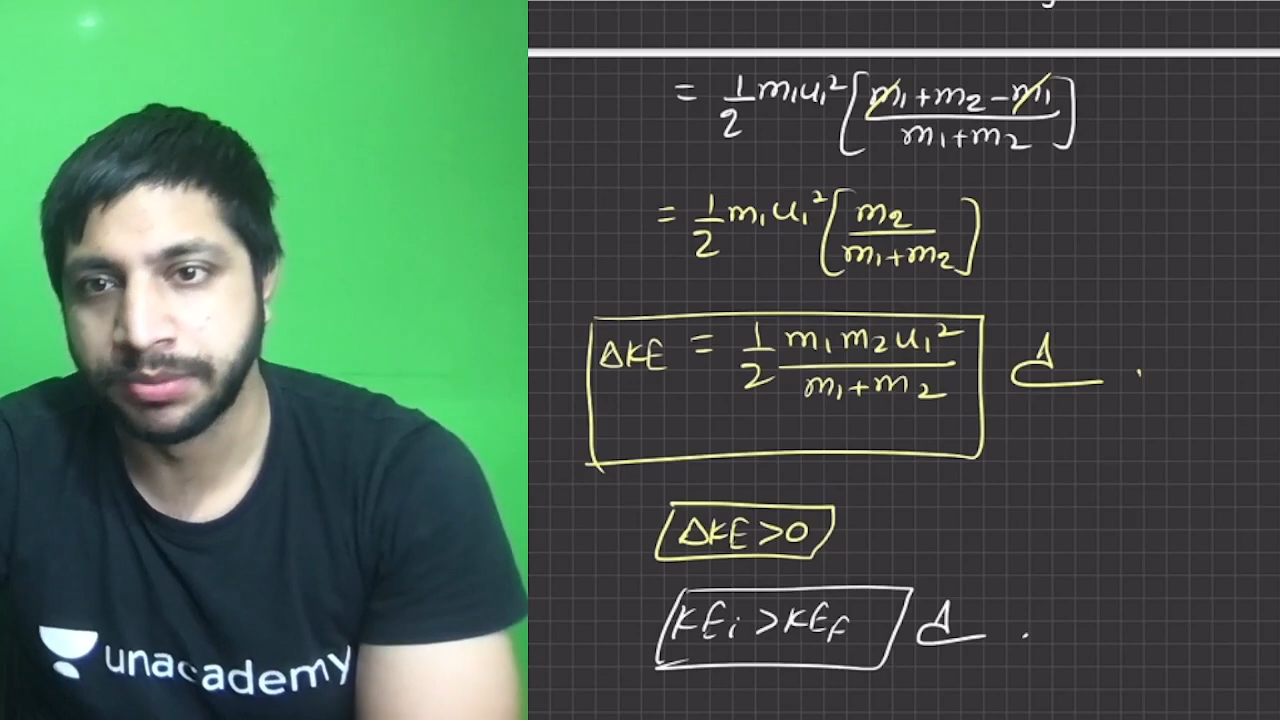 = 1/2 m₁u₁² [m₁+m₂-m₁ / m₁+m₂]
= 1/2 m₁u₁² [m₂ / m₁+m₂]
ΔKE = 1/2 m₁m₂u₁² / m₁+m₂
ΔKE>0
KEᵢ>KE_f
unacademy